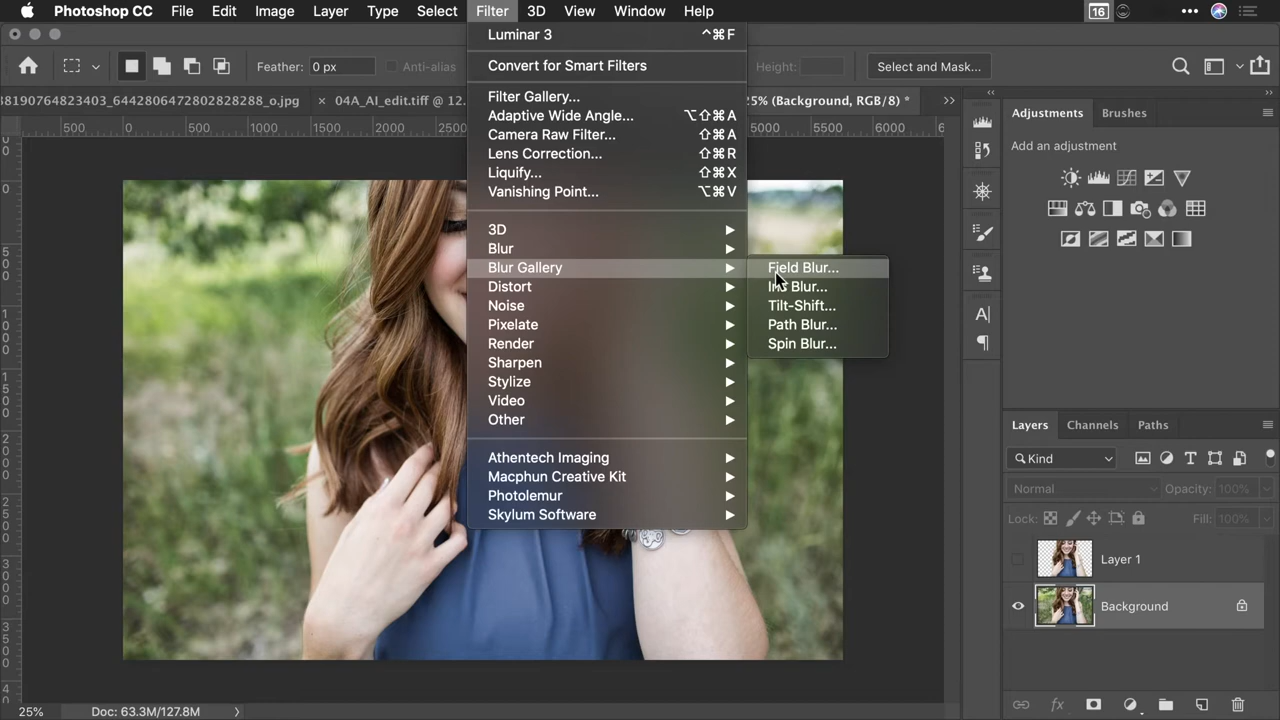 Photoshop CC File Edit Image Layer Type Select Filter 3D View Window Help 16
Feather: 0 px Anti-alias Height: Select and Mask...
38190764823403_6442806472802828288_o.jpg × 04A_AI_edit.tiff @ 12. 25% (Background, RGB/8) *
500 1000 1500 2000 2500 5000 5500 6000
Luminar 3 ^⌘F
Convert for Smart Filters
Filter Gallery...
Adaptive Wide Angle... ⌥⇧⌘A
Camera Raw Filter... ⇧⌘A
Lens Correction... ⇧⌘R
Liquify... ⇧⌘X
Vanishing Point... ⌥⌘V
3D
Blur
Blur Gallery
Distort
Noise
Pixelate
Render
Sharpen
Stylize
Video
Other
Athentech Imaging
Macphun Creative Kit
Photolemur
Skylum Software
Field Blur...
Iris Blur...
Tilt-Shift...
Path Blur...
Spin Blur...
Adjustments Brushes
Add an adjustment
Layers Channels Paths
Kind
Normal Opacity: 100%
Lock: Fill: 100%
Layer 1
Background
25% Doc: 63.3M/127.8M